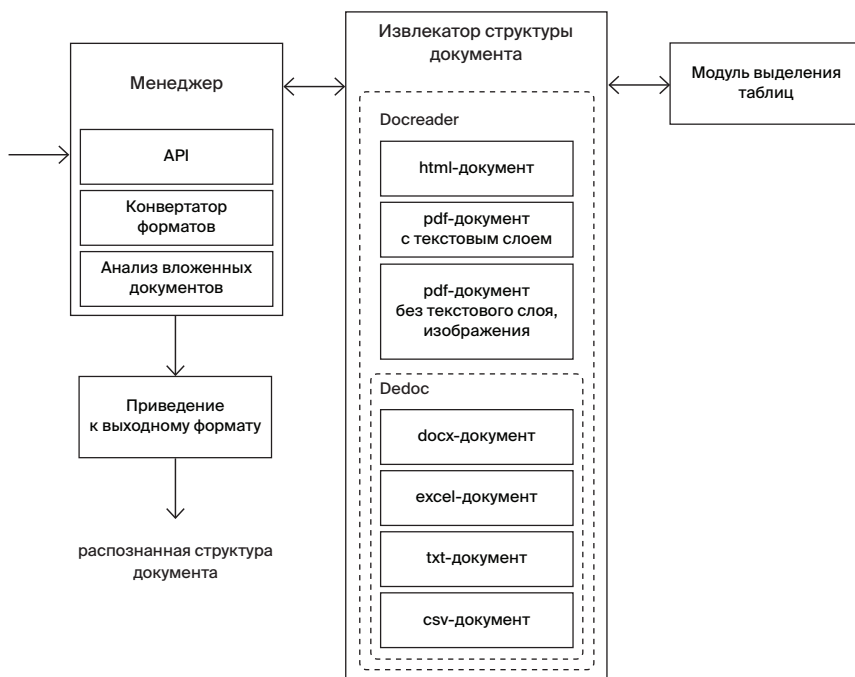 Менеджер
API
Конвертатор
форматов
Анализ вложенных
документов
Приведение
к выходному формату
распознанная структура
документа
Извлекатор структуры
документа
Docreader
html-документ
pdf-документ
с текстовым слоем
pdf-документ
без текстового слоя,
изображения
Dedoc
docx-документ
excel-документ
txt-документ
csv-документ
Модуль выделения
таблиц